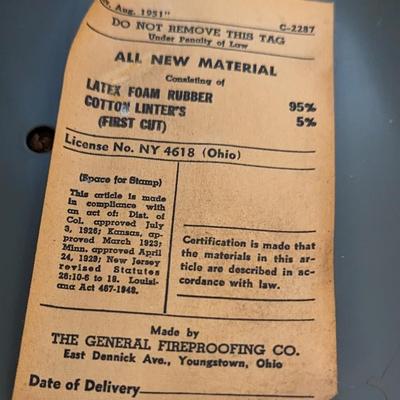 Aug. 1951"
C-2287
DO NOT REMOVE THIS TAG
Under Penalty of Law
ALL NEW MATERIAL
Consisting of
LATEX FOAM RUBBER 95%
COTTON LINTER'S 5%
(FIRST CUT)
License No. NY 4618 (Ohio)
(Space for Stamp)
This article is made
in compliance with
an act of: Dist. of
Col. approved July
3, 1926; Kansas, ap-
proved March 1923;
Minn. approved April
24, 1929; New Jersey
revised Statutes
26:10-6 to 18. Louisi-
ana Act 467-1948.
Certification is made that
the materials in this ar-
ticle are described in ac-
cordance with law.
Made by
THE GENERAL FIREPROOFING CO.
East Dennick Ave., Youngstown, Ohio
Date of Delivery